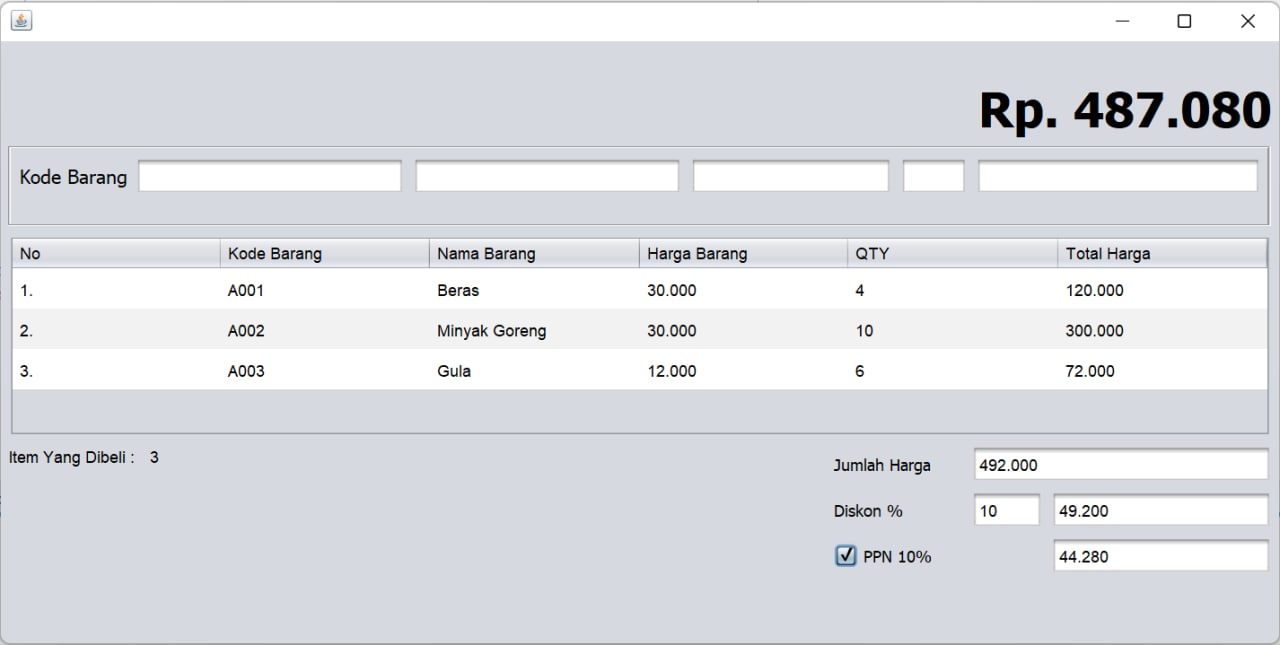 Rp. 487.080
Kode Barang
No Kode Barang Nama Barang Harga Barang QTY Total Harga
1. A001 Beras 30.000 4 120.000
2. A002 Minyak Goreng 30.000 10 300.000
3. A003 Gula 12.000 6 72.000
Item Yang Dibeli : 3
Jumlah Harga 492.000
Diskon % 10 49.200
PPN 10% 44.280